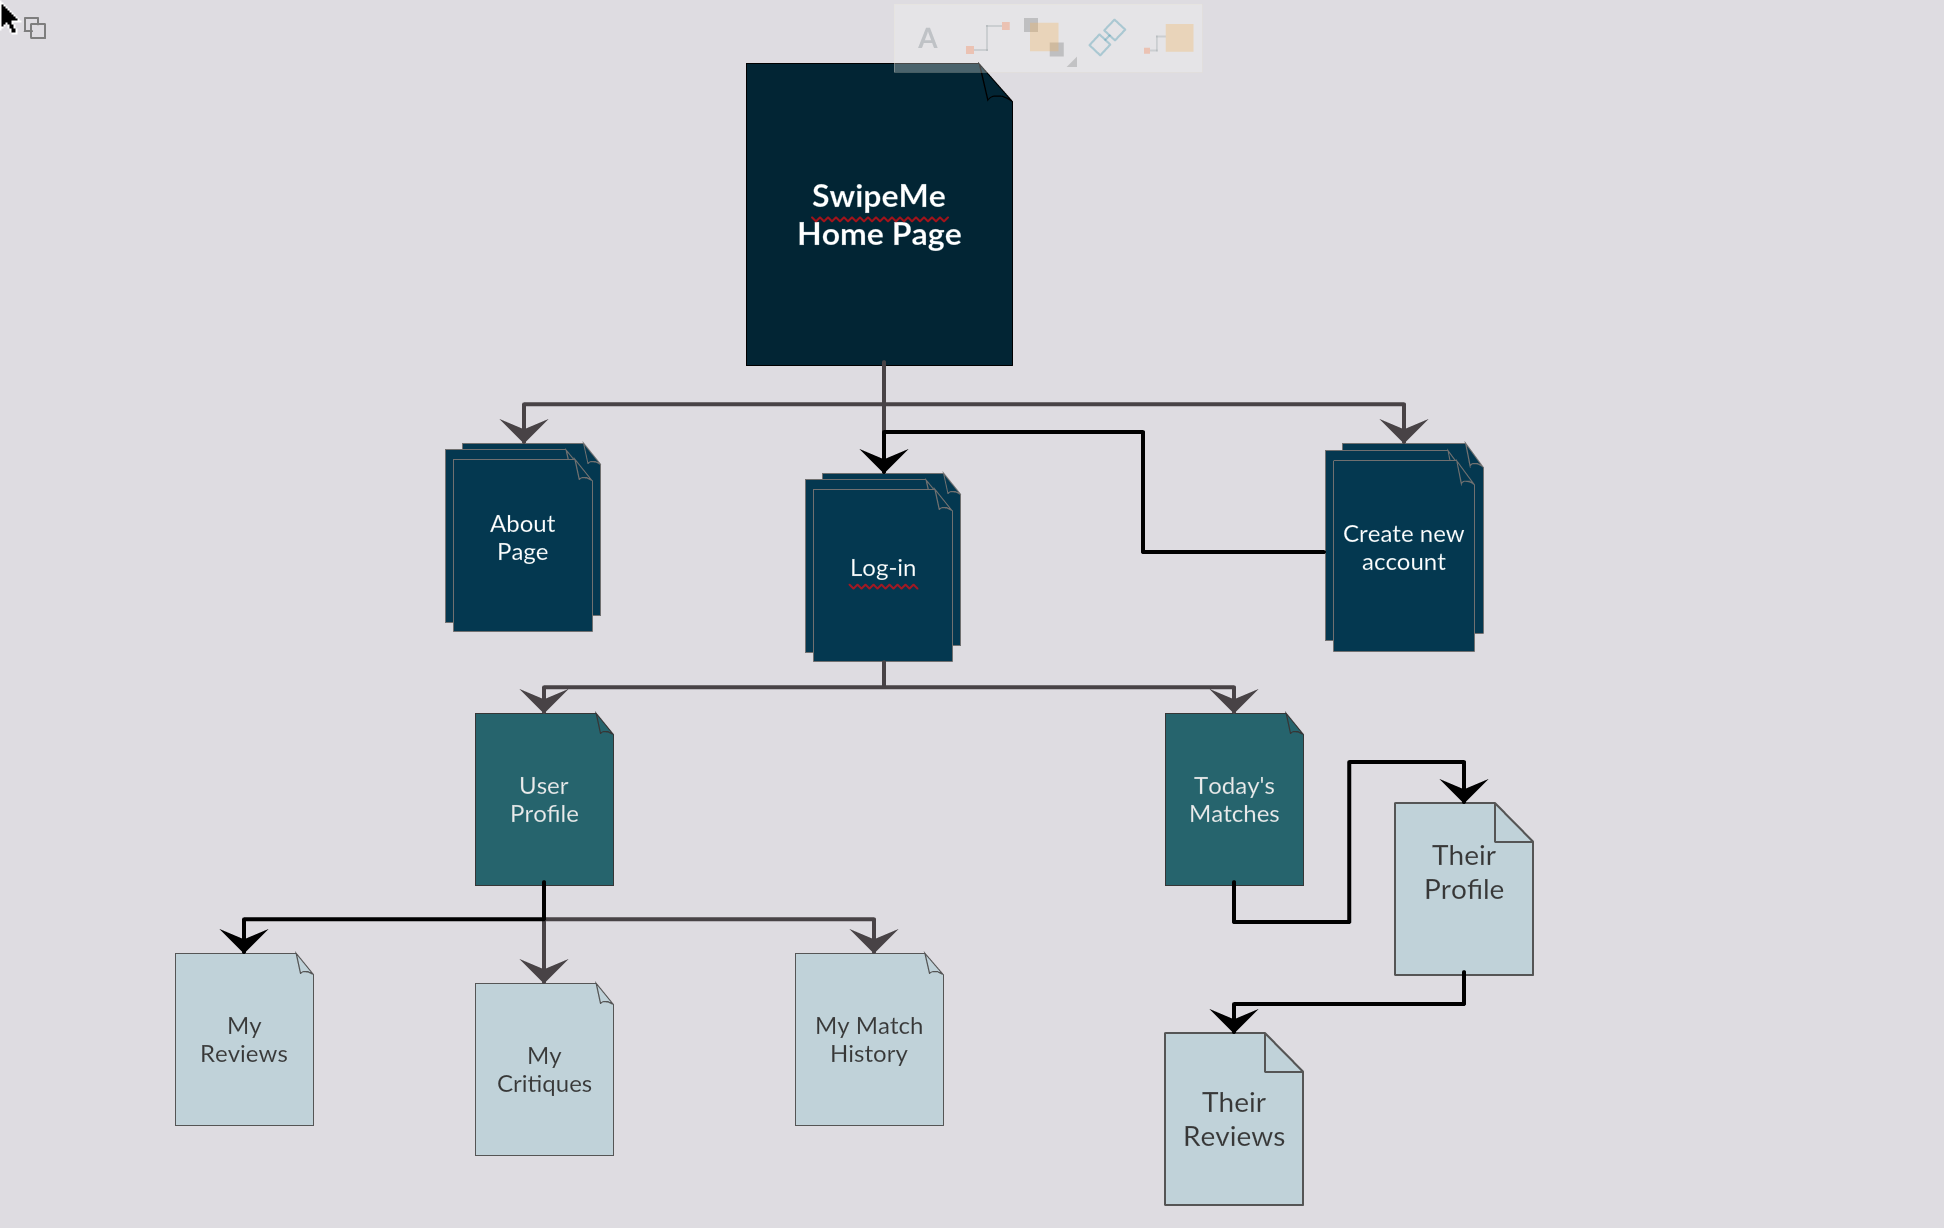 A
SwipeMe
Home Page
About
Page
Log-in
Create new
account
User
Profile
Today's
Matches
Their
Profile
My
Reviews
My
Critiques
My Match
History
Their
Reviews